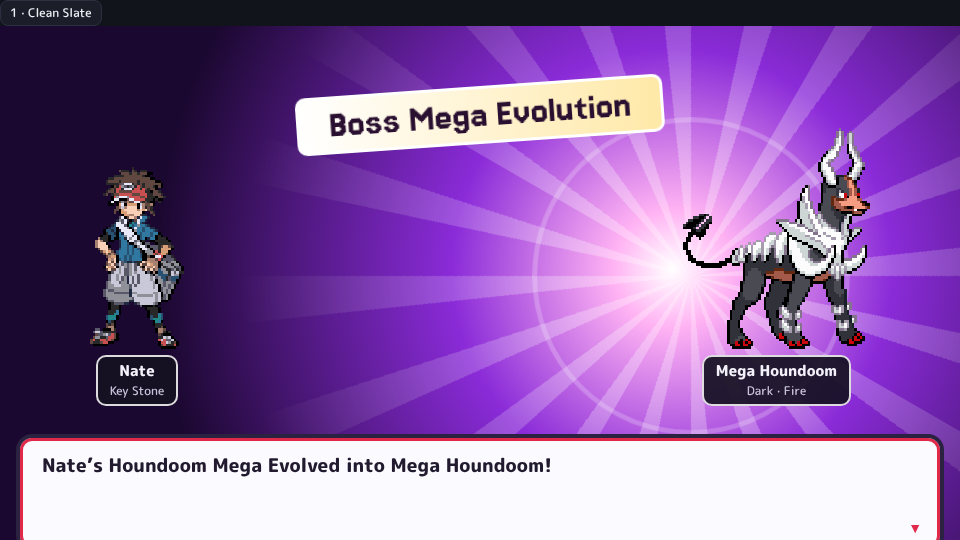 1 · Clean Slate
Boss Mega Evolution
Nate
Key Stone
Mega Houndoom
Dark · Fire
Nate’s Houndoom Mega Evolved into Mega Houndoom!